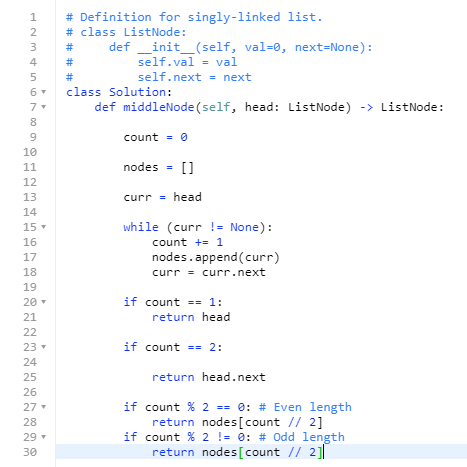 1 # Definition for singly-linked list.
2 # class ListNode:
3 #     def __init__(self, val=0, next=None):
4 #         self.val = val
5 #         self.next = next
6 class Solution:
7     def middleNode(self, head: ListNode) -> ListNode:
8
9         count = 0
10
11         nodes = []
12
13         curr = head
14
15         while (curr != None):
16             count += 1
17             nodes.append(curr)
18             curr = curr.next
19
20         if count == 1:
21             return head
22
23         if count == 2:
24
25             return head.next
26
27         if count % 2 == 0: # Even length
28             return nodes[count // 2]
29         if count % 2 != 0: # Odd length
30             return nodes[count // 2]